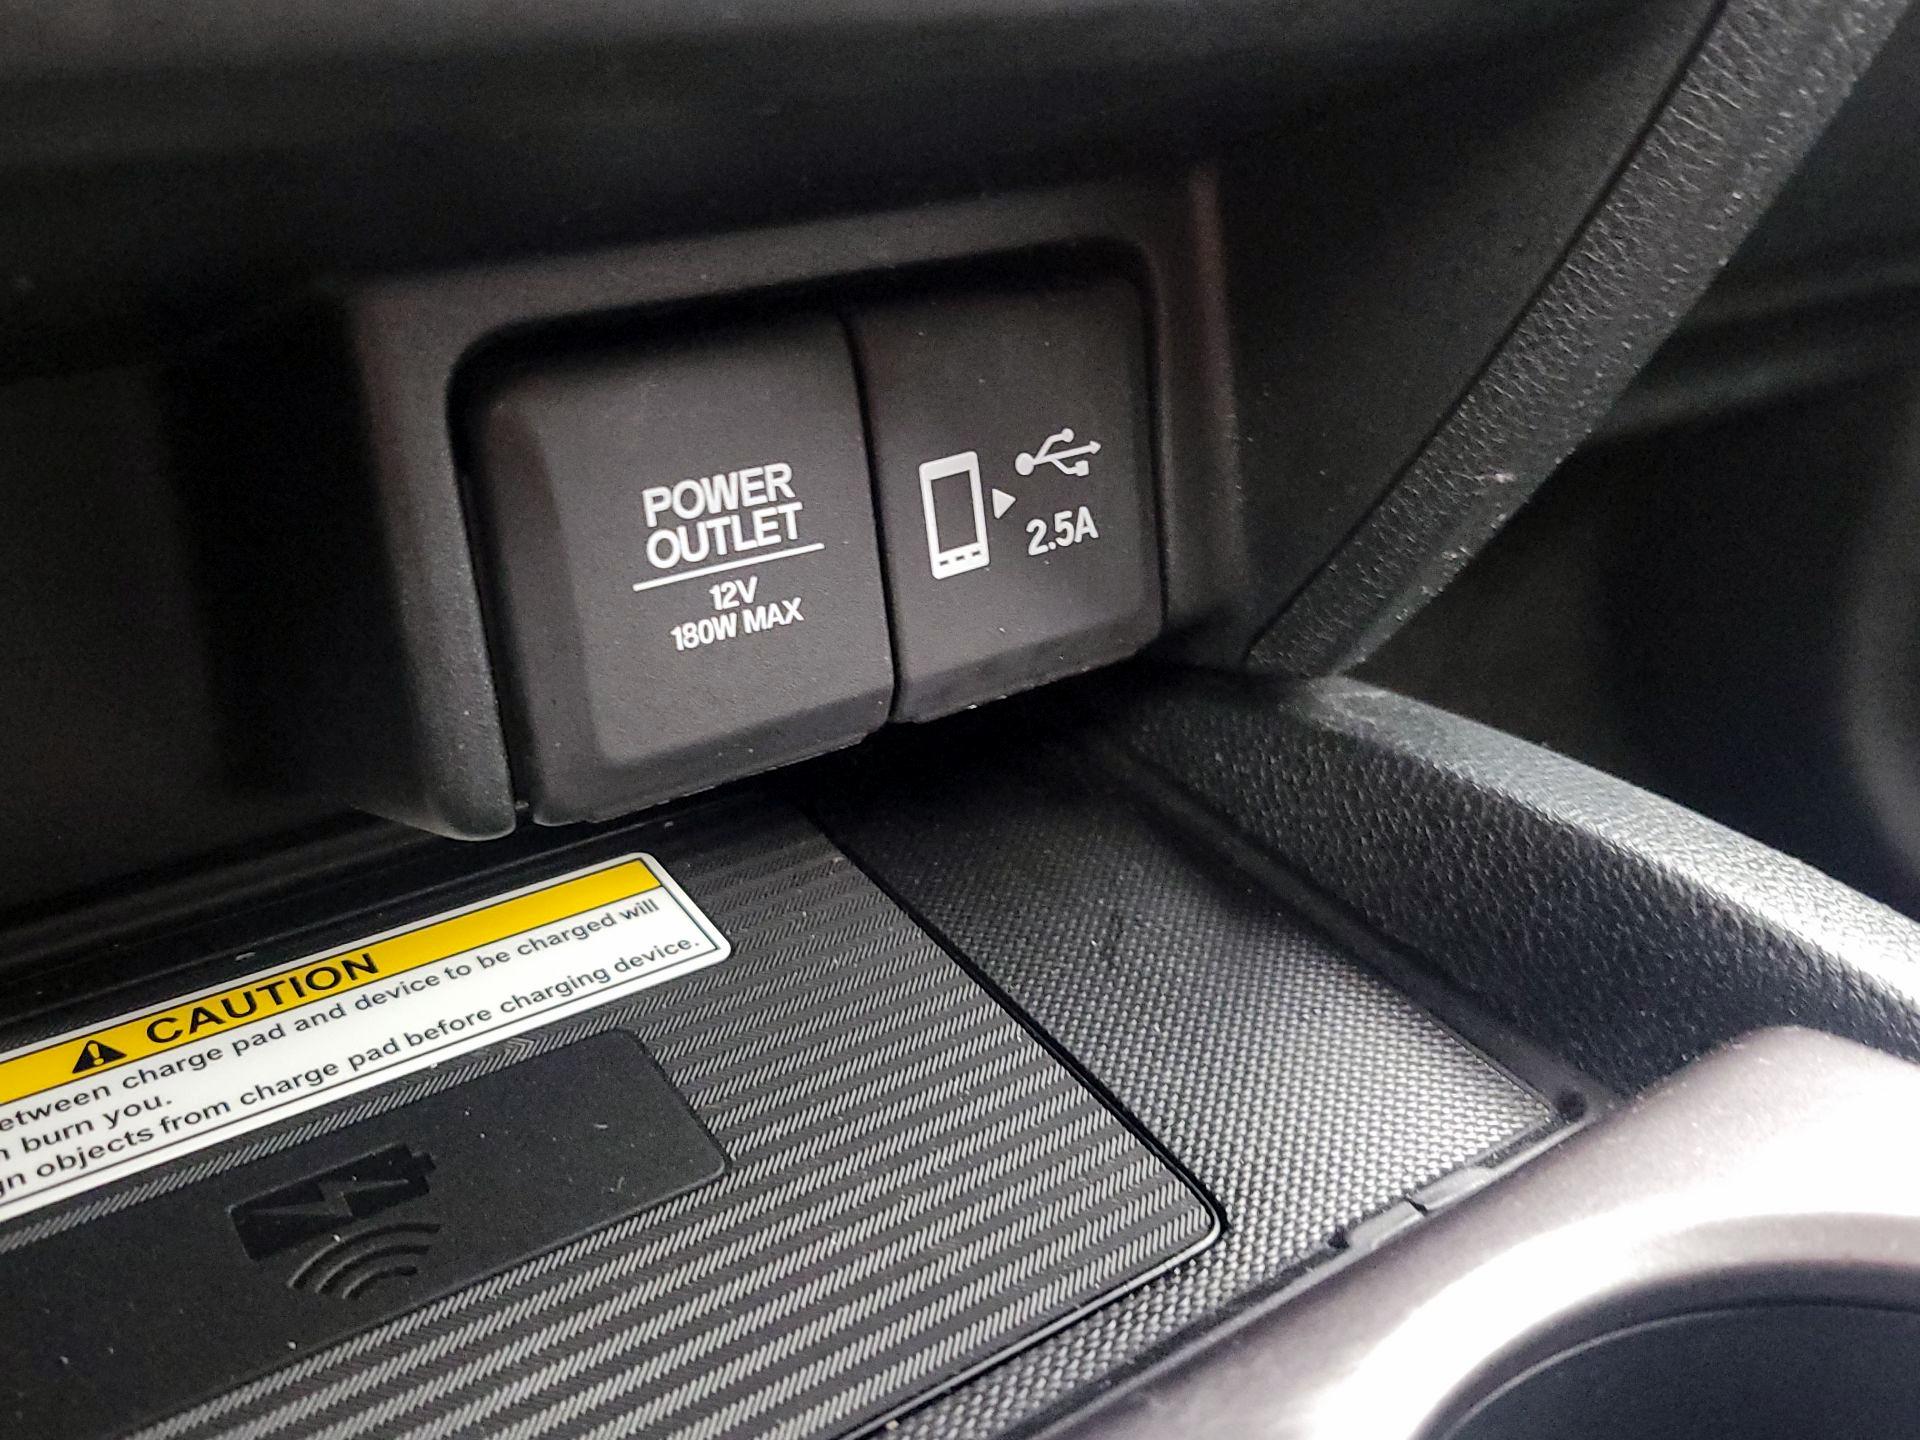 POWER
OUTLET
12V
180W MAX
2.5A
CAUTION
between charge pad and device to be charged will
burn you.
objects from charge pad before charging device.